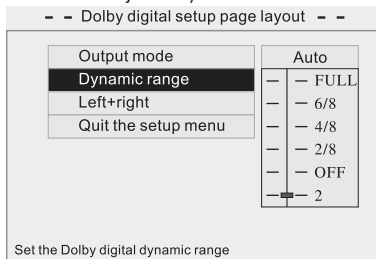 - - Dolby digital setup page layout - -
Output mode
Dynamic range
Left+right
Quit the setup menu
Auto
FULL
6/8
4/8
2/8
OFF
2
Set the Dolby digital dynamic range